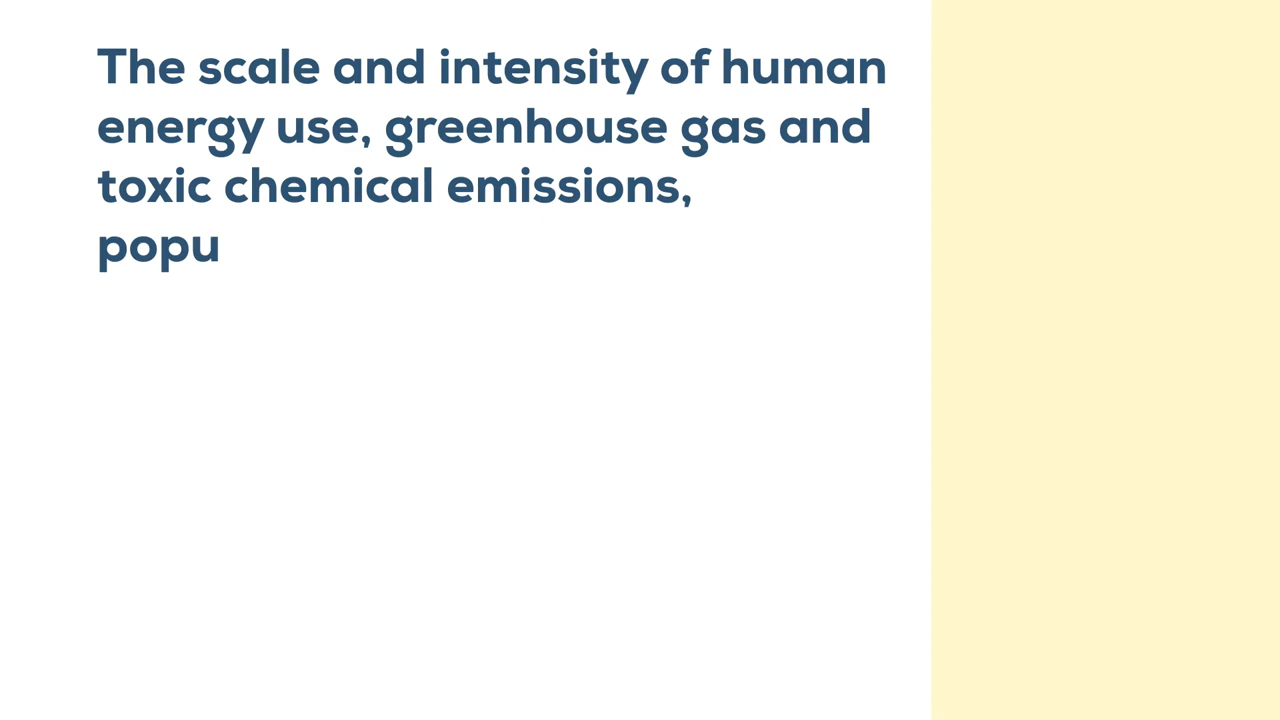 The scale and intensity of human
energy use, greenhouse gas and
toxic chemical emissions,
popu